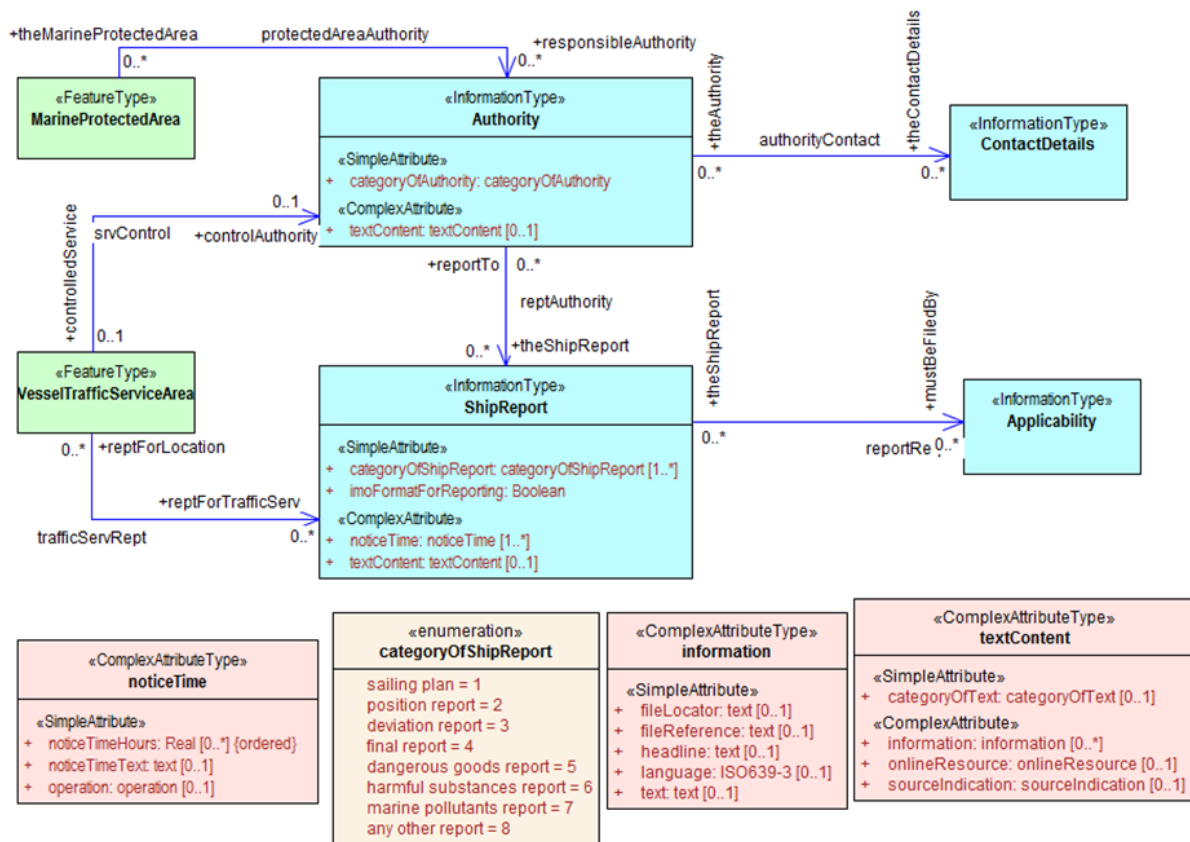 +theMarineProtectedArea
protectedAreaAuthority
+responsibleAuthority
0..*
0..*
«FeatureType»
MarineProtectedArea
«InformationType»
Authority
«SimpleAttribute»
+ categoryOfAuthority: categoryOfAuthority
«ComplexAttribute»
+ textContent: textContent [0..1]
+theAuthority
0..*
authorityContact
+theContactDetails
0..*
«InformationType»
ContactDetails
0..1
srvControl
+controlAuthority
+controlledService
0..1
+reportTo
0..*
reptAuthority
0..*
+theShipReport
«FeatureType»
VesselTrafficServiceArea
0..*
+reptForLocation
+reptForTrafficServ
trafficServRept
0..*
«InformationType»
ShipReport
«SimpleAttribute»
+ categoryOfShipReport: categoryOfShipReport [1..*]
+ imoFormatForReporting: Boolean
«ComplexAttribute»
+ noticeTime: noticeTime [1..*]
+ textContent: textContent [0..1]
+theShipReport
0..*
+mustBeFiledBy
reportRe
0..*
«InformationType»
Applicability
«ComplexAttributeType»
noticeTime
«SimpleAttribute»
+ noticeTimeHours: Real [0..*] {ordered}
+ noticeTimeText: text [0..1]
+ operation: operation [0..1]
«enumeration»
categoryOfShipReport
sailing plan = 1
position report = 2
deviation report = 3
final report = 4
dangerous goods report = 5
harmful substances report = 6
marine pollutants report = 7
any other report = 8
«ComplexAttributeType»
information
«SimpleAttribute»
+ fileLocator: text [0..1]
+ fileReference: text [0..1]
+ headline: text [0..1]
+ language: ISO639-3 [0..1]
+ text: text [0..1]
«ComplexAttributeType»
textContent
«SimpleAttribute»
+ categoryOfText: categoryOfText [0..1]
«ComplexAttribute»
+ information: information [0..*]
+ onlineResource: onlineResource [0..1]
+ sourceIndication: sourceIndication [0..1]